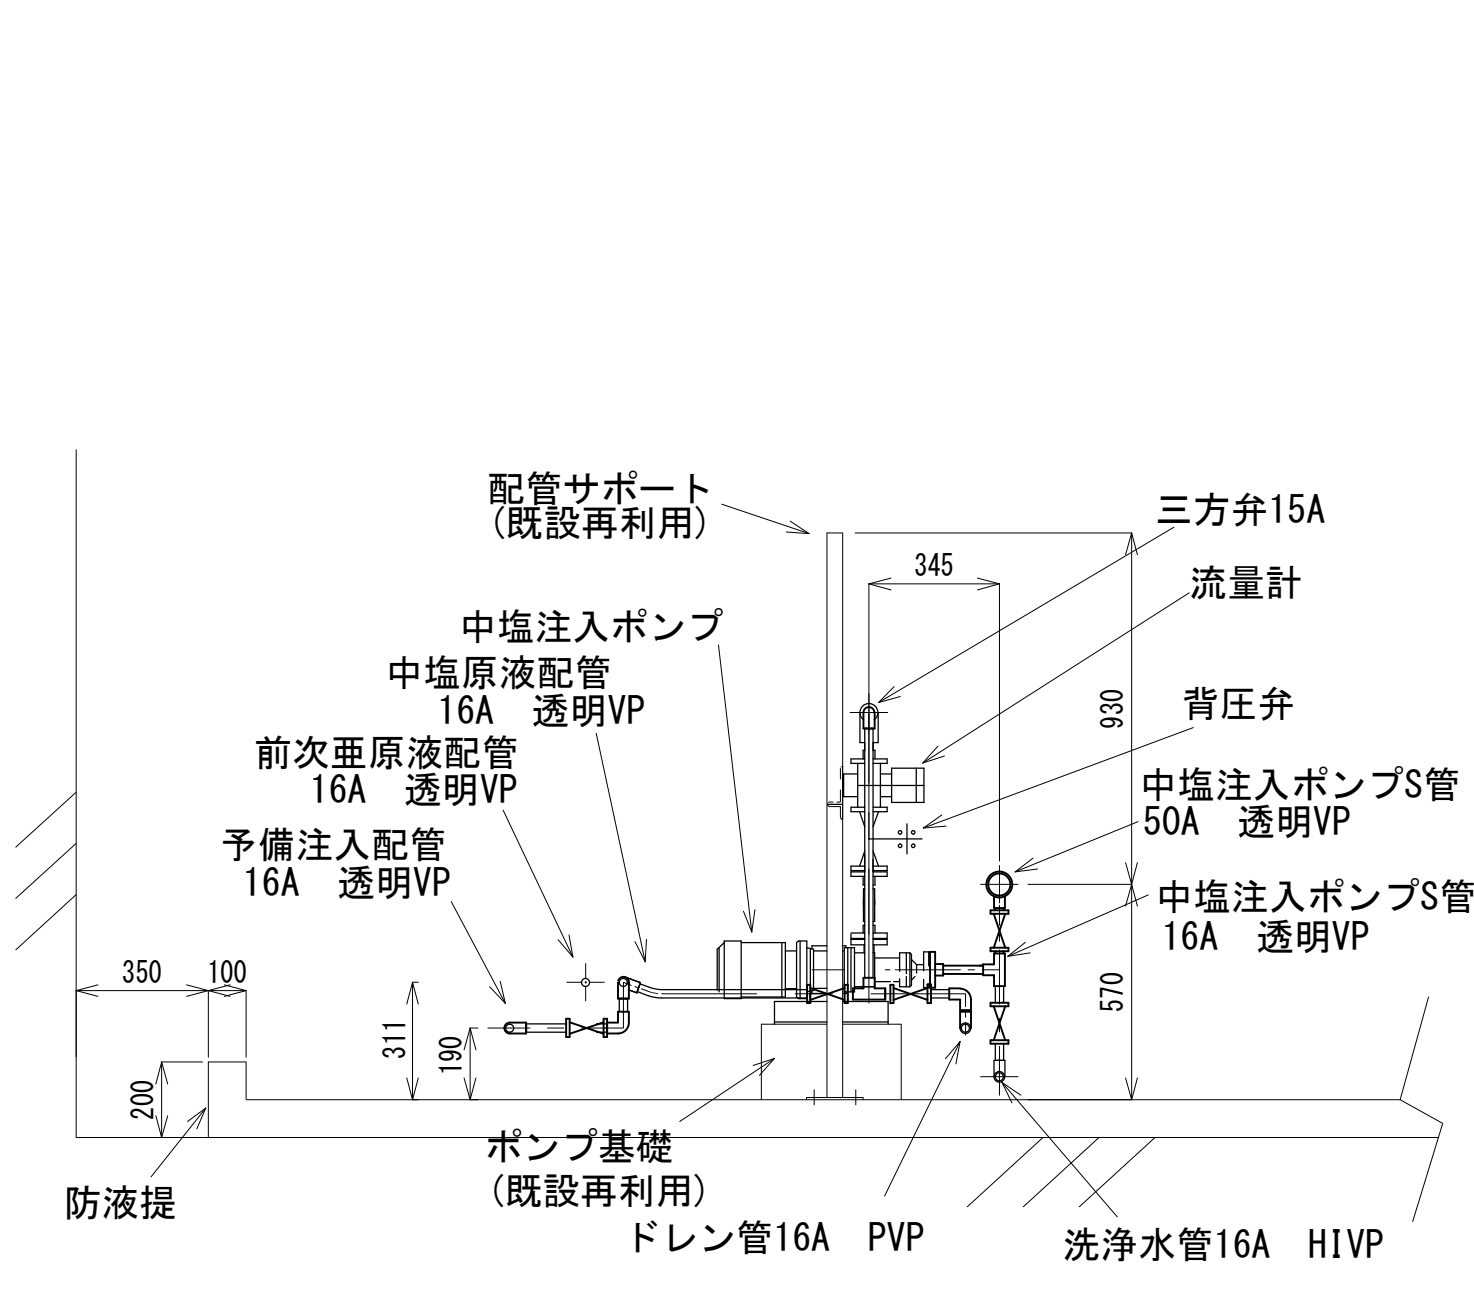 配管サポート
(既設再利用)
三方弁15A
345
流量計
中塩注入ポンプ
中塩原液配管
16A　透明VP
930
背圧弁
前次亜原液配管
16A　透明VP
中塩注入ポンプS管
50A　透明VP
予備注入配管
16A　透明VP
中塩注入ポンプS管
16A　透明VP
350
100
570
311
190
200
ポンプ基礎
(既設再利用)
防液提
ドレン管16A　PVP
洗浄水管16A　HIVP